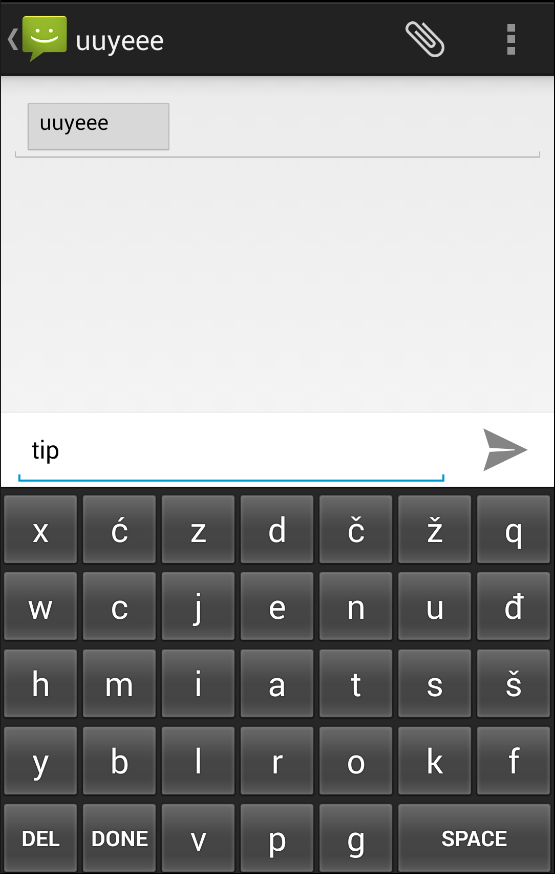 uuyeee
uuyeee
tip
x ć z d č ž q
w c j e n u đ
h m i a t s š
y b l r o k f
DEL DONE v p g SPACE